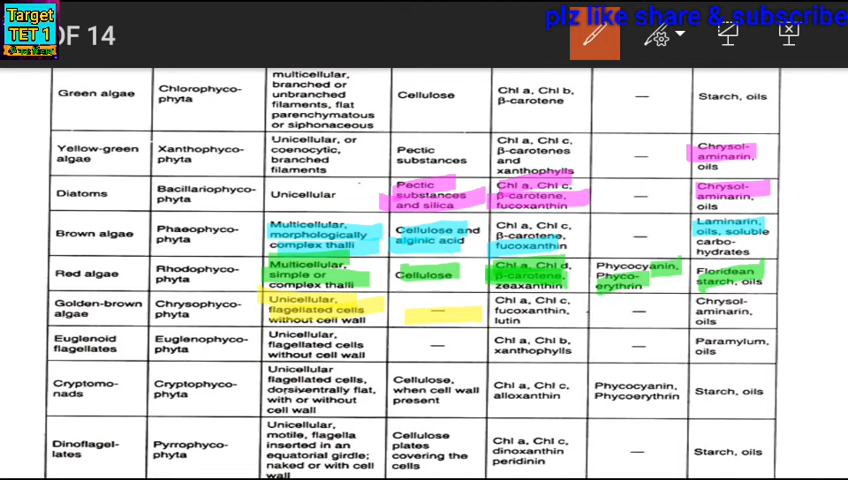 Target
TET 1
OF 14
plz like share & subscribe
Green algae
Chlorophyco-
phyta
multicellular,
branched or
unbranched
filaments, flat
parenchymatous
or siphonaceous
Cellulose
Chl a, Chl b,
β-carotene
—
Starch, oils
Yellow-green
algae
Xanthophyco-
phyta
Unicellular, or
coenocytic,
branched
filaments
Pectic
substances
Chl a, Chl c,
β-carotenes
and
xanthophylls
—
Chrysol-
aminarin,
oils
Diatoms
Bacillariophyco-
phyta
Unicellular
Pectic
substances
and silica
Chl a, Chl c,
β-carotene,
fucoxanthin
—
Chrysol-
aminarin,
oils
Brown algae
Phaeophyco-
phyta
Multicellular,
morphologically
complex thalli
Cellulose and
alginic acid
Chl a, Chl c,
β-carotene,
fucoxanthin
—
Laminarin,
oils, soluble
carbo-
hydrates
Red algae
Rhodophyco-
phyta
Multicellular,
simple or
complex thalli
Cellulose
Chl a, Chl d,
β-carotene,
zeaxanthin
Phycocyanin,
Phyco-
erythrin
Floridean
starch, oils
Golden-brown
algae
Chrysophyco-
phyta
Unicellular,
flagellated cells
without cell wall
—
Chl a, Chl c,
fucoxanthin,
lutin
—
Chrysol-
aminarin,
oils
Euglenoid
flagellates
Euglenophyco-
phyta
Unicellular,
flagellated cells
without cell wall
—
Chl a, Chl b,
xanthophylls
—
Paramylum,
oils
Cryptomo-
nads
Cryptophyco-
phyta
Unicellular
flagellated cells,
dorsiventrally flat,
with or without
cell wall
Cellulose,
when cell wall
present
Chl a, Chl c,
alloxanthin
Phycocyanin,
Phycoerythrin
Starch, oils
Dinoflagel-
lates
Pyrrophyco-
phyta
Unicellular,
motile, flagella
inserted in an
equatorial girdle;
naked or with cell
wall
Cellulose
plates
covering the
cells
Chl a, Chl c,
dinoxanthin
peridinin
—
Starch, oils